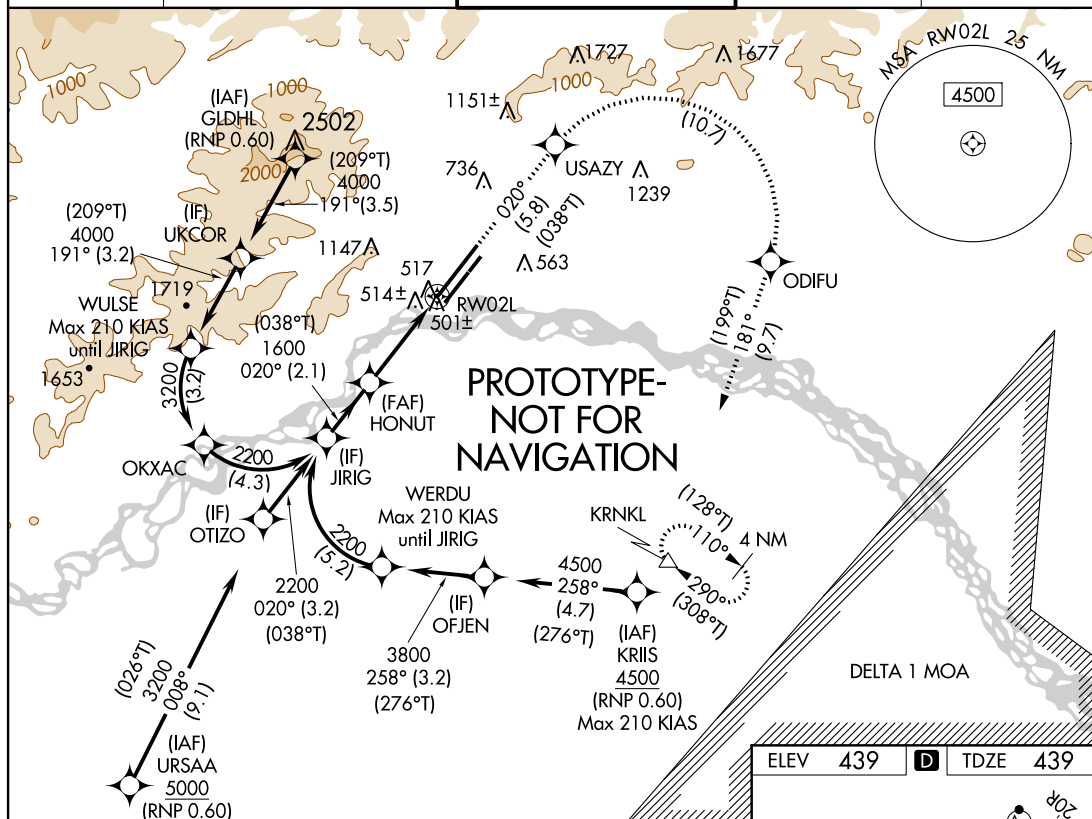 1727
1677
MSA RW02L 25 NM
4500
1000
1000
1000
1151±
(IAF)
GLDHL
(RNP 0.60)
2502
2000
(209°T)
4000
191°(3.5)
(10.7)
USAZY
736
1239
020°
(5.8)
(038°T)
(209°T)
4000
191° (3.2)
(IF)
UKCOR
1147
563
ODIFU
517
514±
RW02L
501±
1719
WULSE
Max 210 KIAS
until JIRIG
1653
(038°T)
1600
020° (2.1)
(199°T)
181°
(9.7)
3200
(3.2)
(FAF)
HONUT
PROTOTYPE-
NOT FOR
NAVIGATION
OKXAC
2200
(4.3)
(IF)
JIRIG
(IF)
OTIZO
WERDU
Max 210 KIAS
until JIRIG
2200
(5.2)
KRNKL
(128°T)
110°
4 NM
290°
(308°T)
2200
020° (3.2)
(038°T)
(IF)
OFJEN
4500
258°
(4.7)
(276°T)
3800
258° (3.2)
(276°T)
(IAF)
KRIIS
4500
(RNP 0.60)
Max 210 KIAS
DELTA 1 MOA
(026°T)
3200
008°
(9.1)
(IAF)
URSAA
5000
(RNP 0.60)
ELEV 439 D TDZE 439
20R